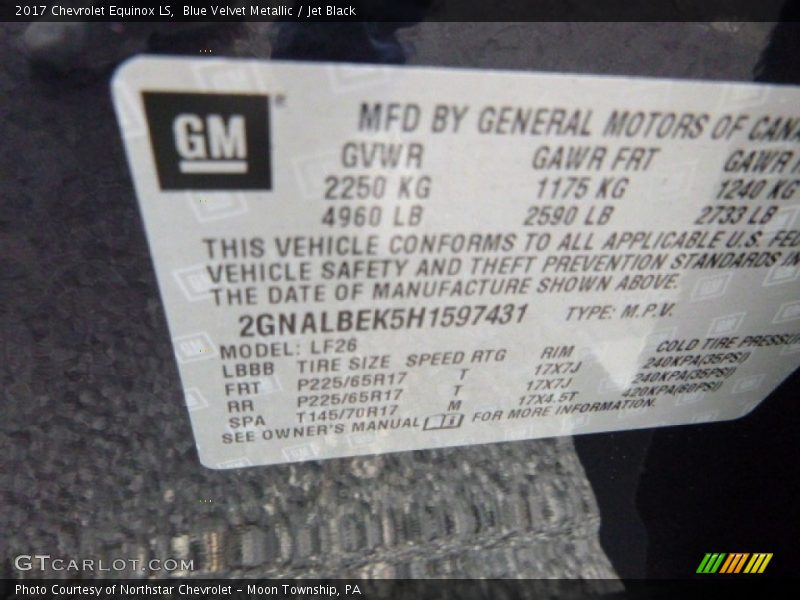 2017 Chevrolet Equinox LS, Blue Velvet Metallic / Jet Black
GM
MFD BY GENERAL MOTORS OF
GVWR GAWR FRT GAWR
2250 KG 1175 KG 1240 KG
4960 LB 2590 LB 2733 LB
THIS VEHICLE CONFORMS TO ALL APPLICABLE U.S.
VEHICLE SAFETY AND THEFT PREVENTION STANDARDS IN
THE DATE OF MANUFACTURE SHOWN ABOVE.
2GNALBEK5H1597431 TYPE: M.P.V.
MODEL: LF26
LBBB TIRE SIZE SPEED RTG RIM COLD TIRE
FRT P225/65R17 T 17X7J 240KPA(35PSI)
RR P225/65R17 T 17X7J 240KPA(35PSI)
SPA T145/70R17 M 17X4.5T 420KPA(60PSI)
SEE OWNER'S MANUAL FOR MORE INFORMATION.
GTCARLOT.COM
Photo Courtesy of Northstar Chevrolet - Moon Township, PA